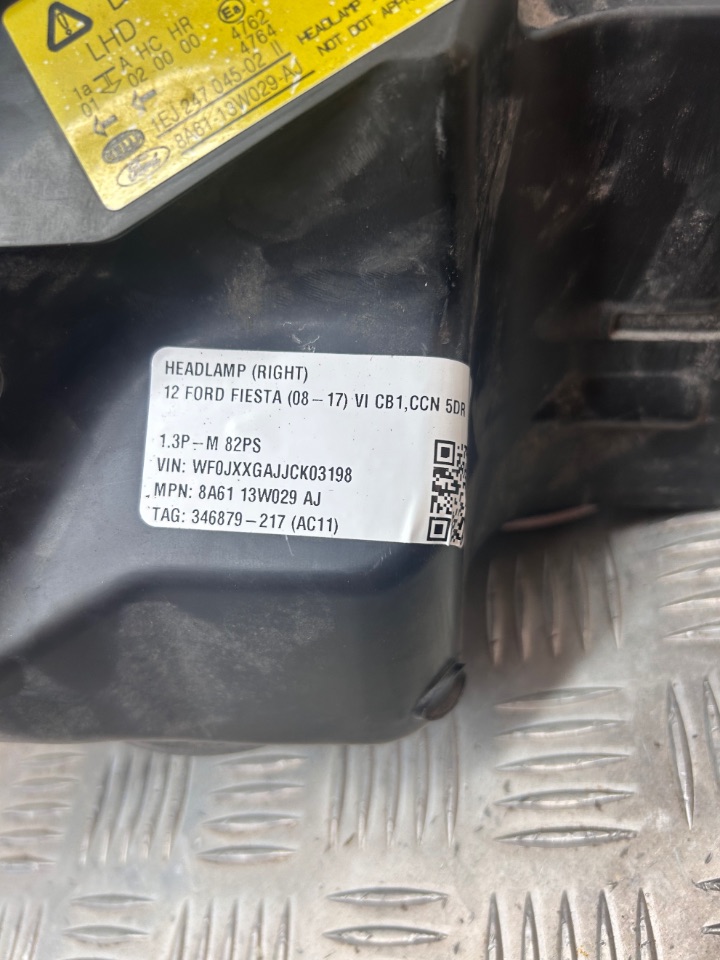 LHD
1a A HC HR
01 02 00 00
4762
4764
HEADLAMP
NOT DOT
1EJ 247 045-02 II
8A61-13W029-AJ
HELLA
Ford
HEADLAMP (RIGHT)
12 FORD FIESTA (08-17) VI CB1,CCN 5DR
1.3P-M 82PS
VIN: WF0JXXGAJJCK03198
MPN: 8A61 13W029 AJ
TAG: 346879-217 (AC11)